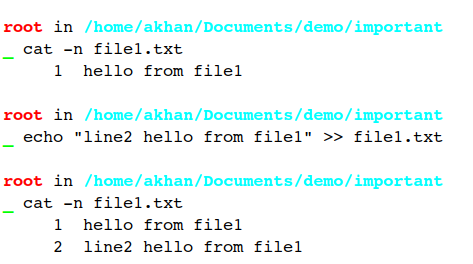 root in /home/akhan/Documents/demo/important
_ cat -n file1.txt
1 hello from file1
root in /home/akhan/Documents/demo/important
_ echo "line2 hello from file1" >> file1.txt
root in /home/akhan/Documents/demo/important
_ cat -n file1.txt
1 hello from file1
2 line2 hello from file1